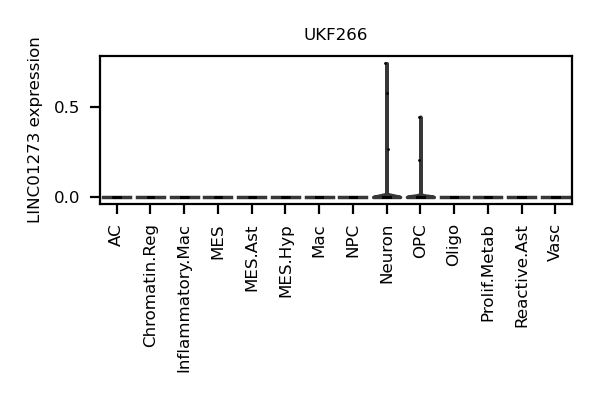 UKF266
LINC01273 expression
0.5
0.0
AC
Chromatin.Reg
Inflammatory.Mac
MES
MES.Ast
MES.Hyp
Mac
NPC
Neuron
OPC
Oligo
Prolif.Metab
Reactive.Ast
Vasc